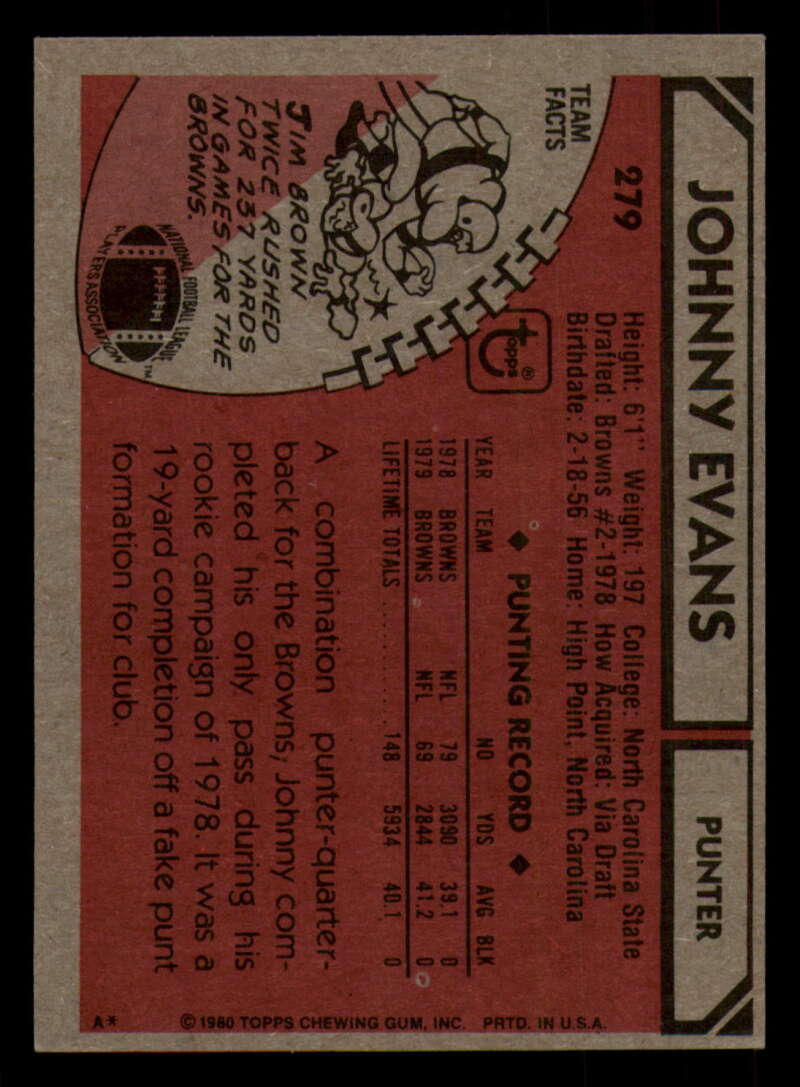 JOHNNY EVANS
PUNTER
279
Height: 6'1" Weight: 197 College: North Carolina State
Drafted: Browns #2-1978 How Acquired: Via Draft
Birthdate: 2-18-56 Home: High Point, North Carolina
TEAM
FACTS
JIM BROWN
TWICE RUSHED
FOR 237 YARDS
IN GAMES FOR THE
BROWNS.
NATIONAL FOOTBALL LEAGUE
PLAYERS ASSOCIATION
TM
topps®
◆ PUNTING RECORD ◆
YEAR TEAM NO YDS AVG BLK
1978 BROWNS NFL 79 3090 39.1 0
1979 BROWNS NFL 69 2844 41.2 0
LIFETIME TOTALS .......... 148 5934 40.1 0
A combination punter-quarter-
back for the Browns, Johnny com-
pleted his only pass during his
rookie campaign of 1978. It was a
19-yard completion off a fake punt
formation for club.
A* © 1980 TOPPS CHEWING GUM, INC. PRTD. IN U.S.A.